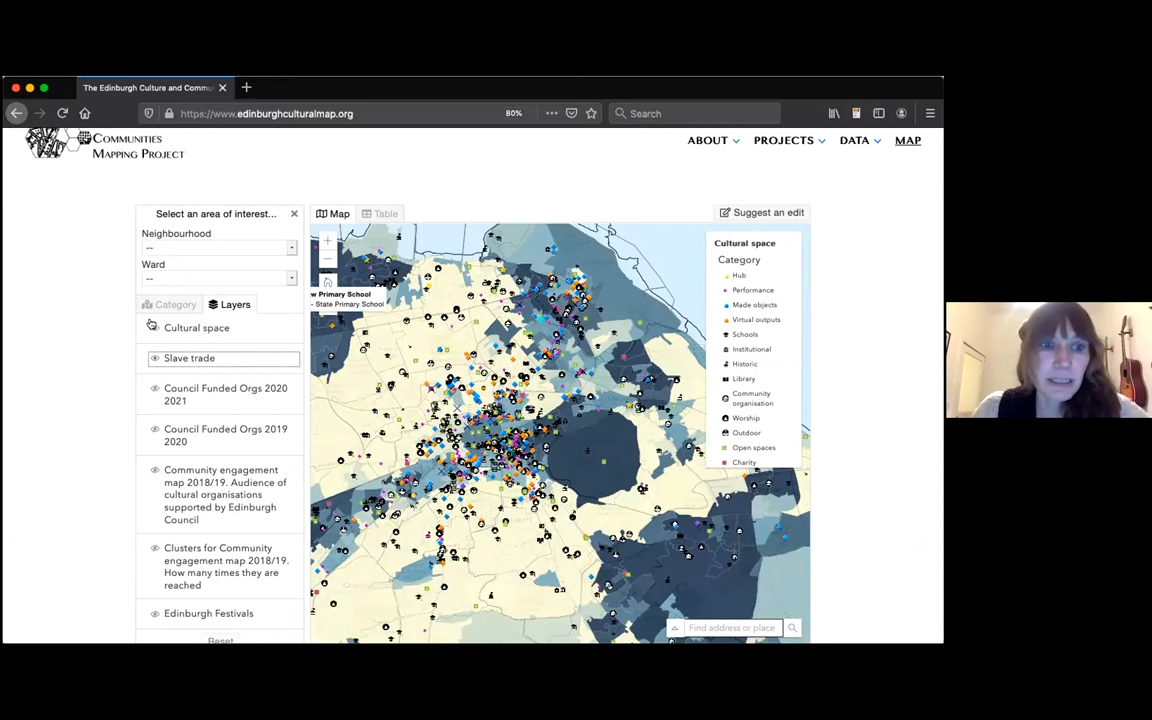 The Edinburgh Culture and Commu
https://www.edinburghculturalmap.org
80%
Search
COMMUNITIES
MAPPING PROJECT
ABOUT
PROJECTS
DATA
MAP
Select an area of interest...
Neighbourhood
--
Ward
--
Category
Layers
Cultural space
Slave trade
Council Funded Orgs 2020
2021
Council Funded Orgs 2019
2020
Community engagement
map 2018/19. Audience of
cultural organisations
supported by Edinburgh
Council
Clusters for Community
engagement map 2018/19.
How many times they are
reached
Edinburgh Festivals
Reset
Map
Table
Suggest an edit
w Primary School
- State Primary School
Cultural space
Category
Hub
Performance
Made objects
Virtual outputs
Schools
Institutional
Historic
Library
Community
organisation
Worship
Outdoor
Open spaces
Charity
Find address or place